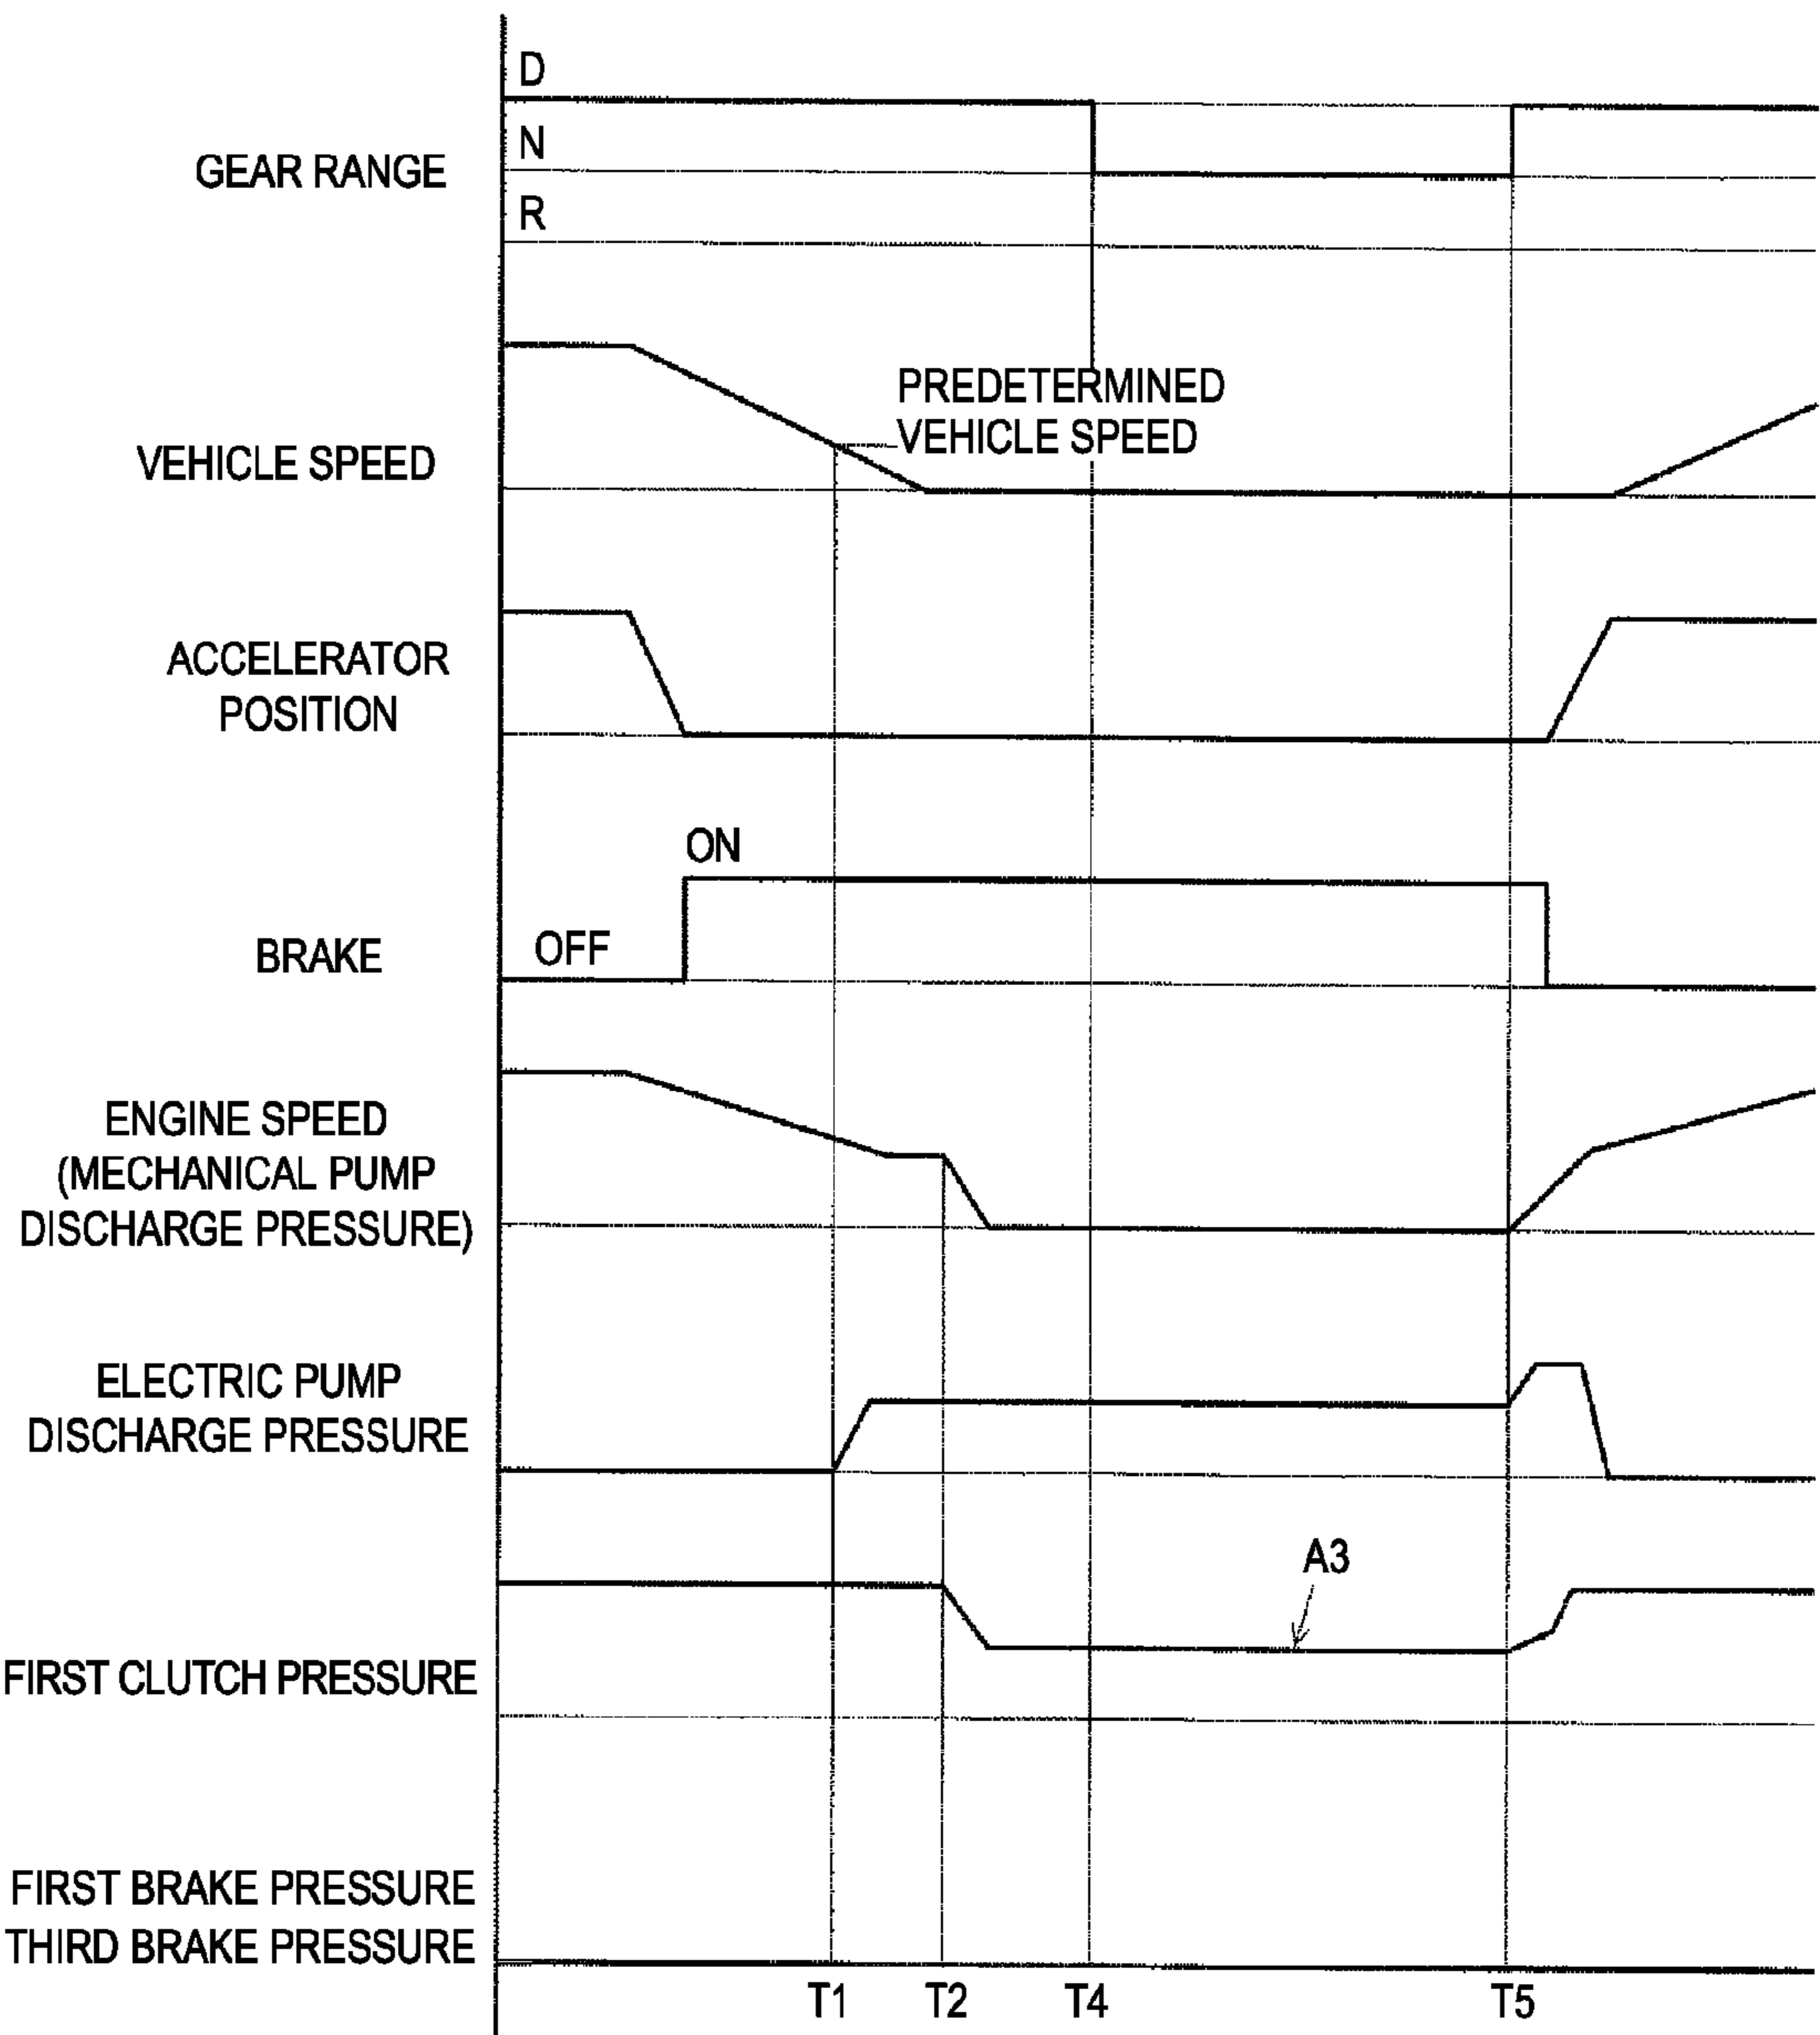 D
N
GEAR RANGE
R
PREDETERMINED
VEHICLE SPEED
VEHICLE SPEED
ACCELERATOR
POSITION
ON
OFF
BRAKE
ENGINE SPEED
(MECHANICAL PUMP
DISCHARGE PRESSURE)
ELECTRIC PUMP
DISCHARGE PRESSURE
A3
FIRST CLUTCH PRESSURE
FIRST BRAKE PRESSURE
THIRD BRAKE PRESSURE
T1 T2 T4 T5